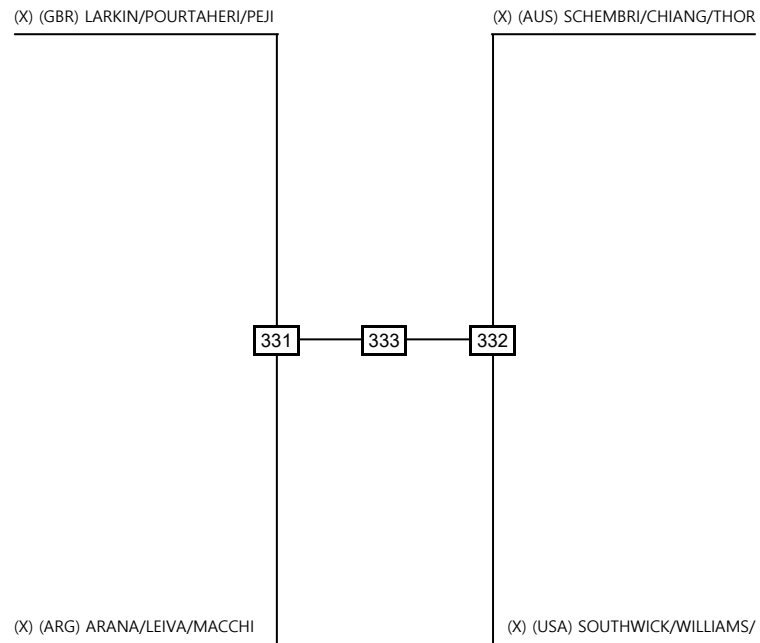 (X) (GBR) LARKIN/POURTAHERI/PEJI
(X) (AUS) SCHEMBRI/CHIANG/THOR
331
333
332
(X) (ARG) ARANA/LEIVA/MACCHI
(X) (USA) SOUTHWICK/WILLIAMS/